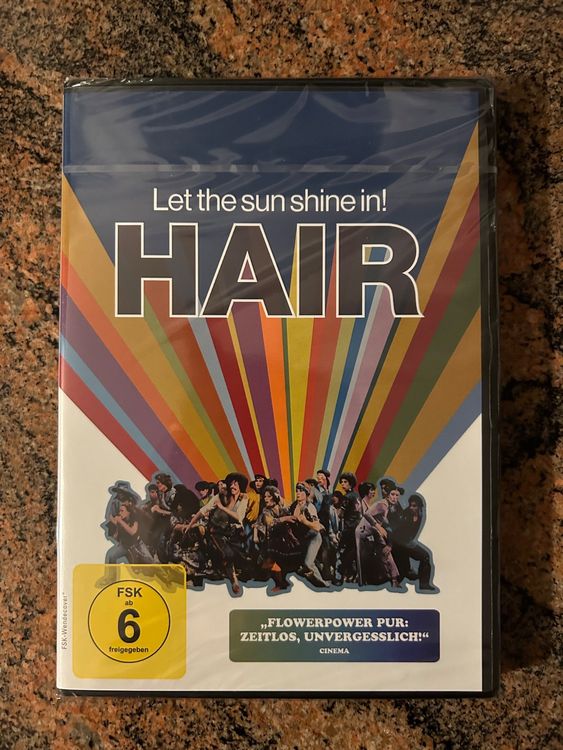 Let the sun shine in!
HAIR
FSK
ab
6
freigegeben
FSK-Wendecover*
„FLOWERPOWER PUR:
ZEITLOS, UNVERGESSLICH!“
CINEMA